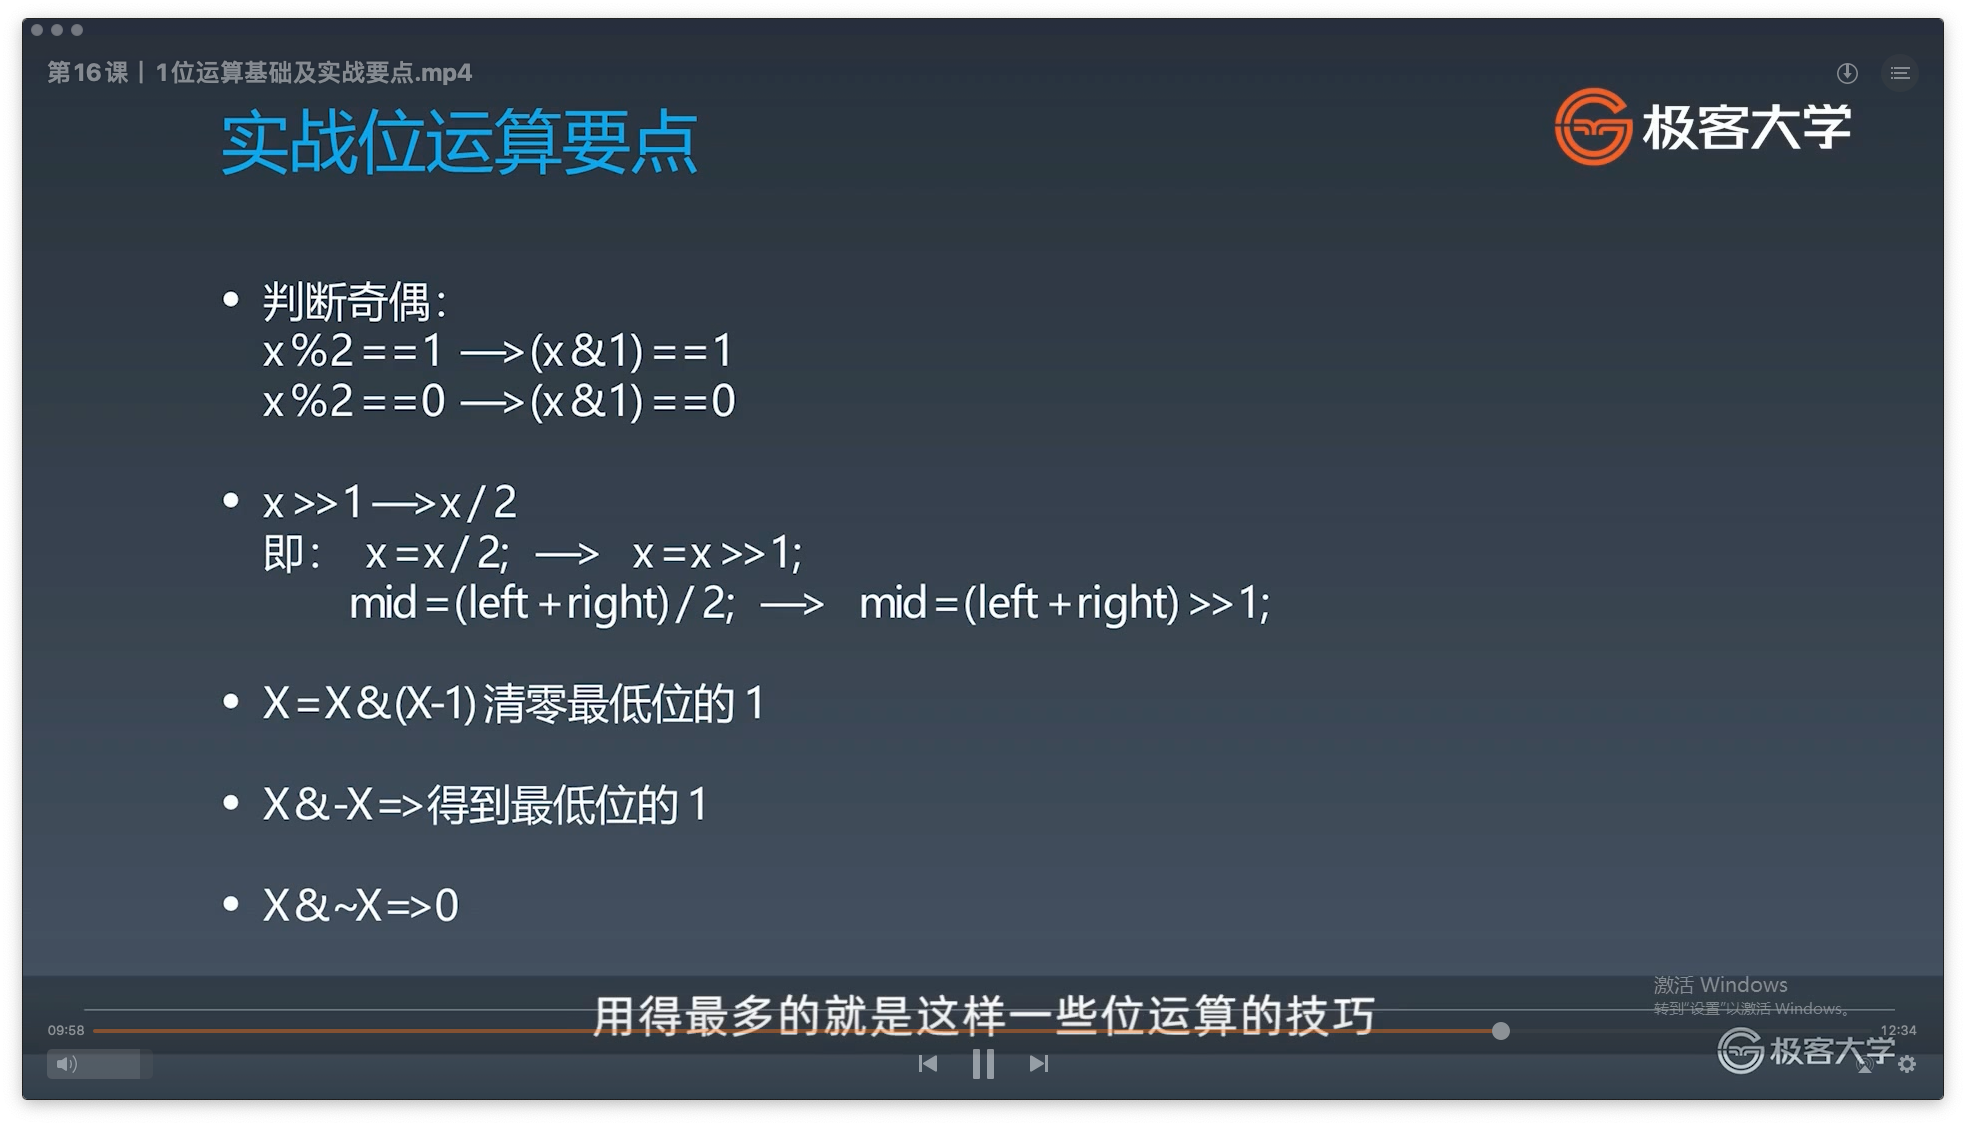 第16课 | 1位运算基础及实战要点.mp4
实战位运算要点
极客大学
• 判断奇偶：
x%2==1 —>(x&1)==1
x%2==0 —>(x&1)==0
• x>>1—>x/2
即： x=x/2; —> x=x>>1;
mid=(left+right)/2; —> mid=(left+right)>>1;
• X=X&(X-1)清零最低位的1
• X&-X=>得到最低位的1
• X&~X=>0
激活 Windows
转到“设置”以激活 Windows。
用得最多的就是这样一些位运算的技巧
09:58
12:34
极客大学